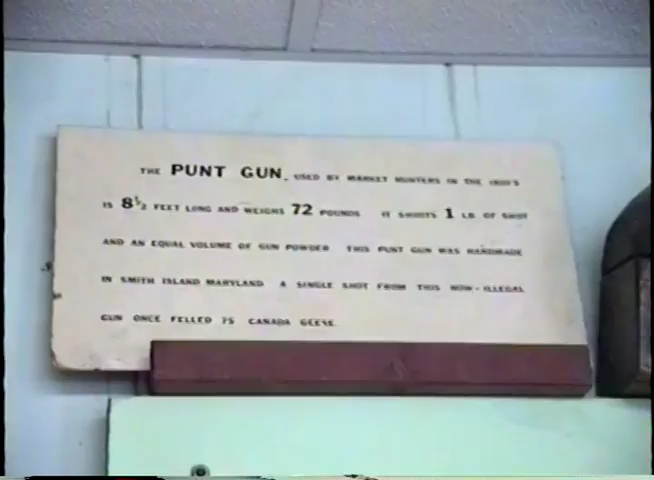 THE PUNT GUN, USED BY MARKET HUNTERS IN THE 1800'S
IS 8½ FEET LONG AND WEIGHS 72 POUNDS IT SHOOTS 1 LB. OF SHOT
AND AN EQUAL VOLUME OF GUN POWDER THIS PUNT GUN WAS HANDMADE
IN SMITH ISLAND MARYLAND A SINGLE SHOT FROM THIS NOW-ILLEGAL
GUN ONCE FELLED 75 CANADA GEESE.